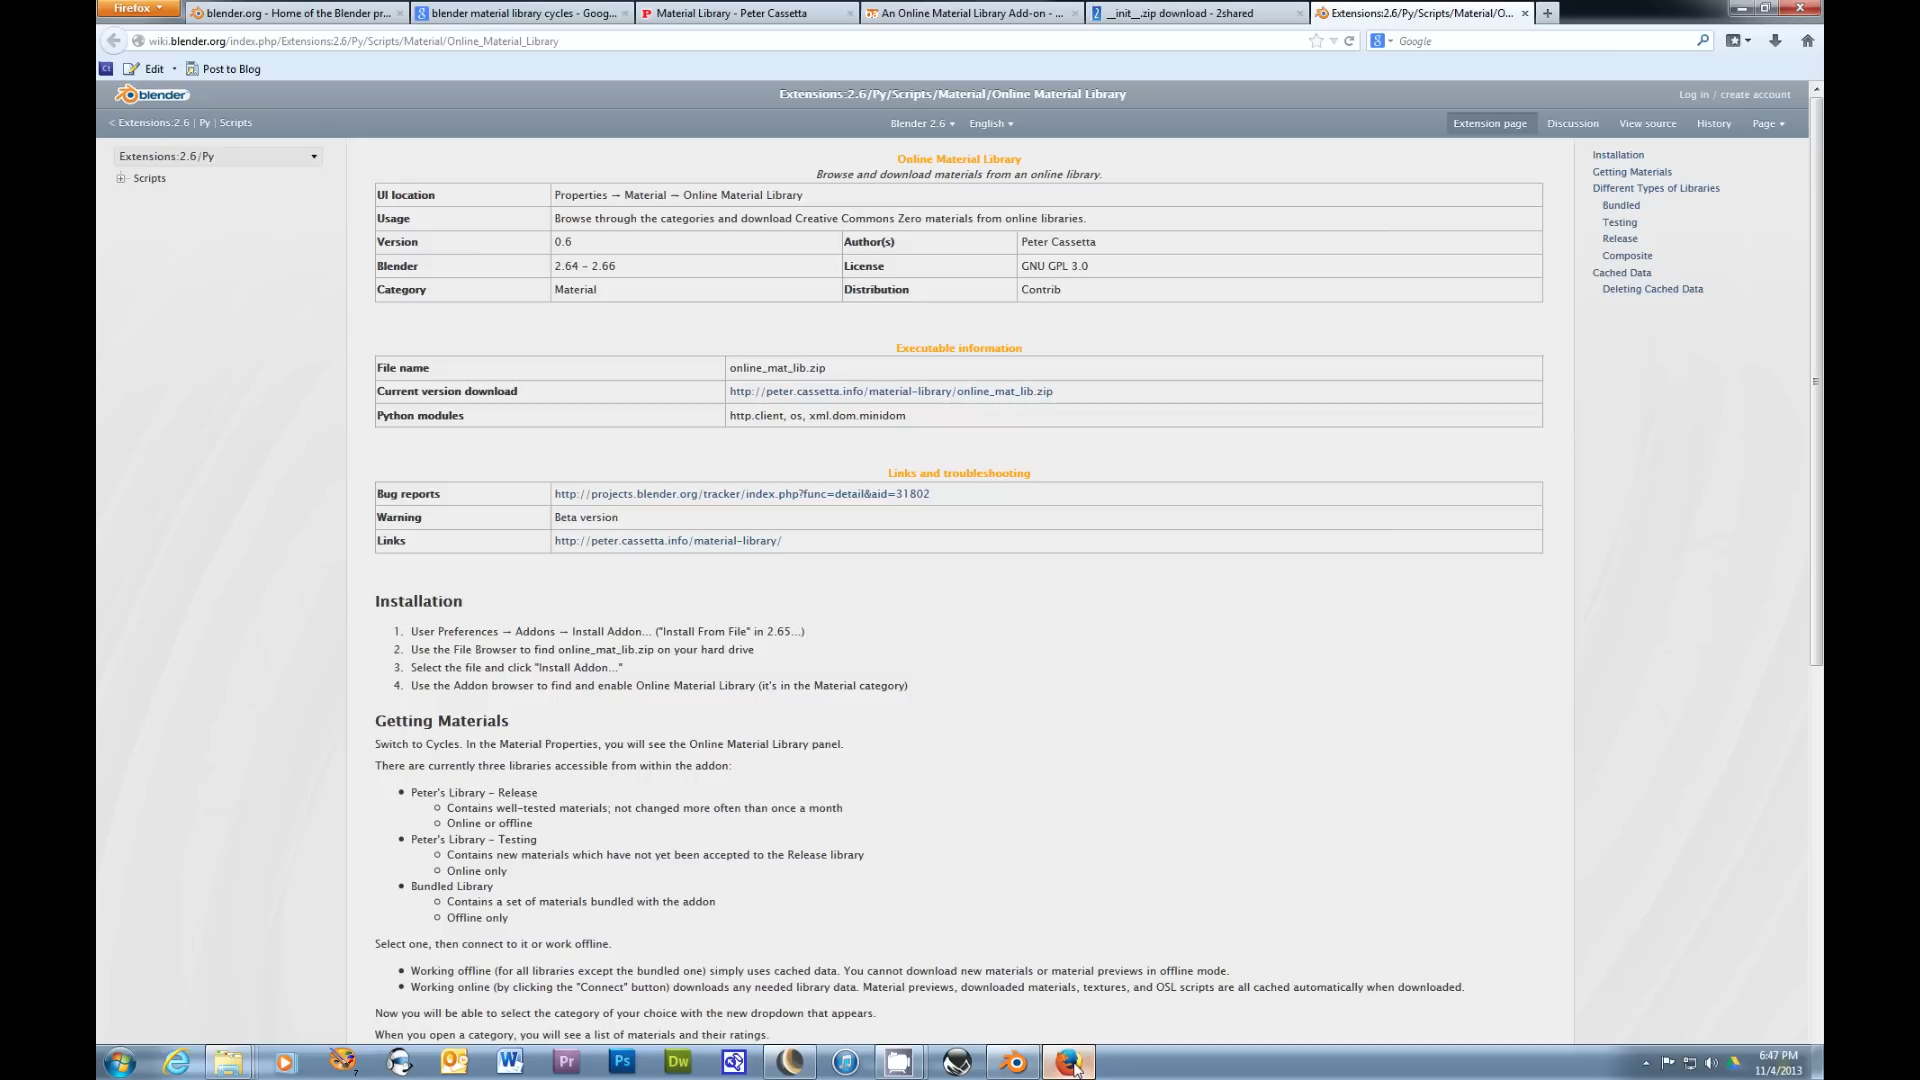 Firefox
blender.org - Home of the Blender pr...
blender material library cycles - Goog...
Material Library - Peter Cassetta
An Online Material Library Add-on - ...
__init__.zip download - 2shared
Extensions:2.6/Py/Scripts/Material/O...
wiki.blender.org/index.php/Extensions:2.6/Py/Scripts/Material/Online_Material_Library
Google
Edit
Post to Blog
blender
Extensions:2.6/Py/Scripts/Material/Online Material Library
Log in / create account
< Extensions:2.6 | Py | Scripts
Blender 2.6
English
Extension page
Discussion
View source
History
Page
Extensions:2.6/Py
Scripts
Online Material Library
Browse and download materials from an online library.
UI location Properties → Material → Online Material Library
Usage Browse through the categories and download Creative Commons Zero materials from online libraries.
Version 0.6 Author(s) Peter Cassetta
Blender 2.64 - 2.66 License GNU GPL 3.0
Category Material Distribution Contrib
Executable information
File name online_mat_lib.zip
Current version download http://peter.cassetta.info/material-library/online_mat_lib.zip
Python modules http.client, os, xml.dom.minidom
Links and troubleshooting
Bug reports http://projects.blender.org/tracker/index.php?func=detail&aid=31802
Warning Beta version
Links http://peter.cassetta.info/material-library/
Installation
1. User Preferences → Addons → Install Addon... ("Install From File" in 2.65...)
2. Use the File Browser to find online_mat_lib.zip on your hard drive
3. Select the file and click "Install Addon..."
4. Use the Addon browser to find and enable Online Material Library (it's in the Material category)
Getting Materials
Switch to Cycles. In the Material Properties, you will see the Online Material Library panel.
There are currently three libraries accessible from within the addon:
Peter's Library - Release
Contains well-tested materials; not changed more often than once a month
Online or offline
Peter's Library - Testing
Contains new materials which have not yet been accepted to the Release library
Online only
Bundled Library
Contains a set of materials bundled with the addon
Offline only
Select one, then connect to it or work offline.
Working offline (for all libraries except the bundled one) simply uses cached data. You cannot download new materials or material previews in offline mode.
Working online (by clicking the "Connect" button) downloads any needed library data. Material previews, downloaded materials, textures, and OSL scripts are all cached automatically when downloaded.
Now you will be able to select the category of your choice with the new dropdown that appears.
When you open a category, you will see a list of materials and their ratings.
Installation
Getting Materials
Different Types of Libraries
Bundled
Testing
Release
Composite
Cached Data
Deleting Cached Data
Pr
Ps
Dw
6:47 PM
11/4/2013